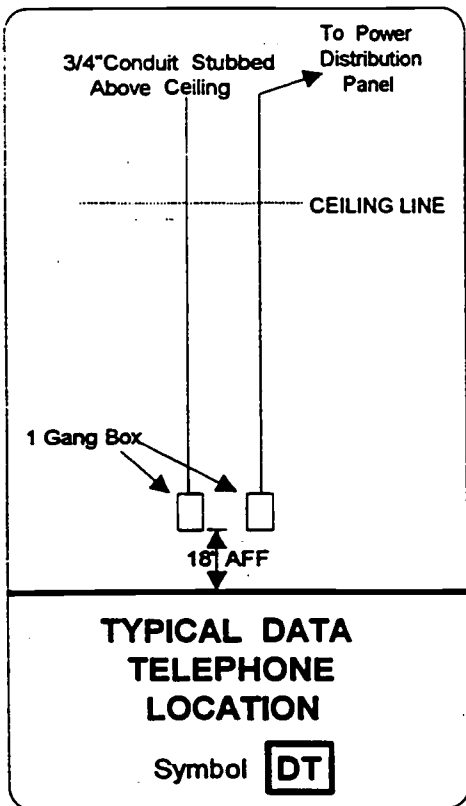 3/4"Conduit Stubbed
Above Ceiling
To Power
Distribution
Panel
CEILING LINE
1 Gang Box
18" AFF
TYPICAL DATA
TELEPHONE
LOCATION
Symbol DT